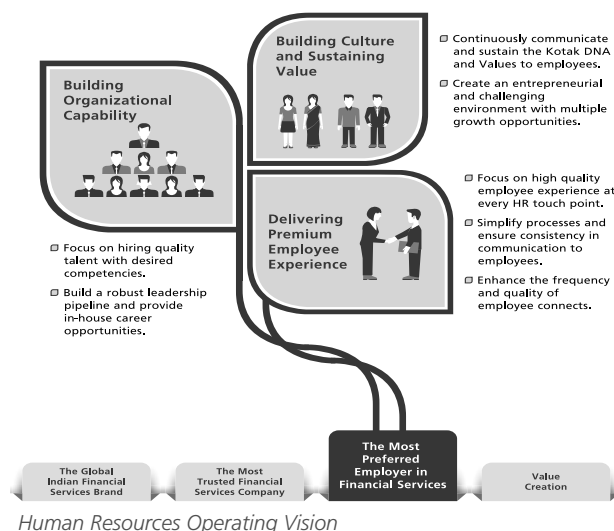 Building
Organizational
Capability
Focus on hiring quality
talent with desired
competencies.
Build a robust leadership
pipeline and provide
in-house career
opportunities.
Building Culture
and Sustaining
Value
Continuously communicate
and sustain the Kotak DNA
and Values to employees.
Create an entrepreneurial
and challenging
environment with multiple
growth opportunities.
Delivering
Premium
Employee
Experience
Focus on high quality
employee experience at
every HR touch point.
Simplify processes and
ensure consistency in
communication to
employees.
Enhance the frequency
and quality of
employee connects.
The Global
Indian Financial
Services Brand
The Most
Trusted Financial
Services Company
The Most
Preferred
Employer in
Financial Services
Value
Creation
Human Resources Operating Vision